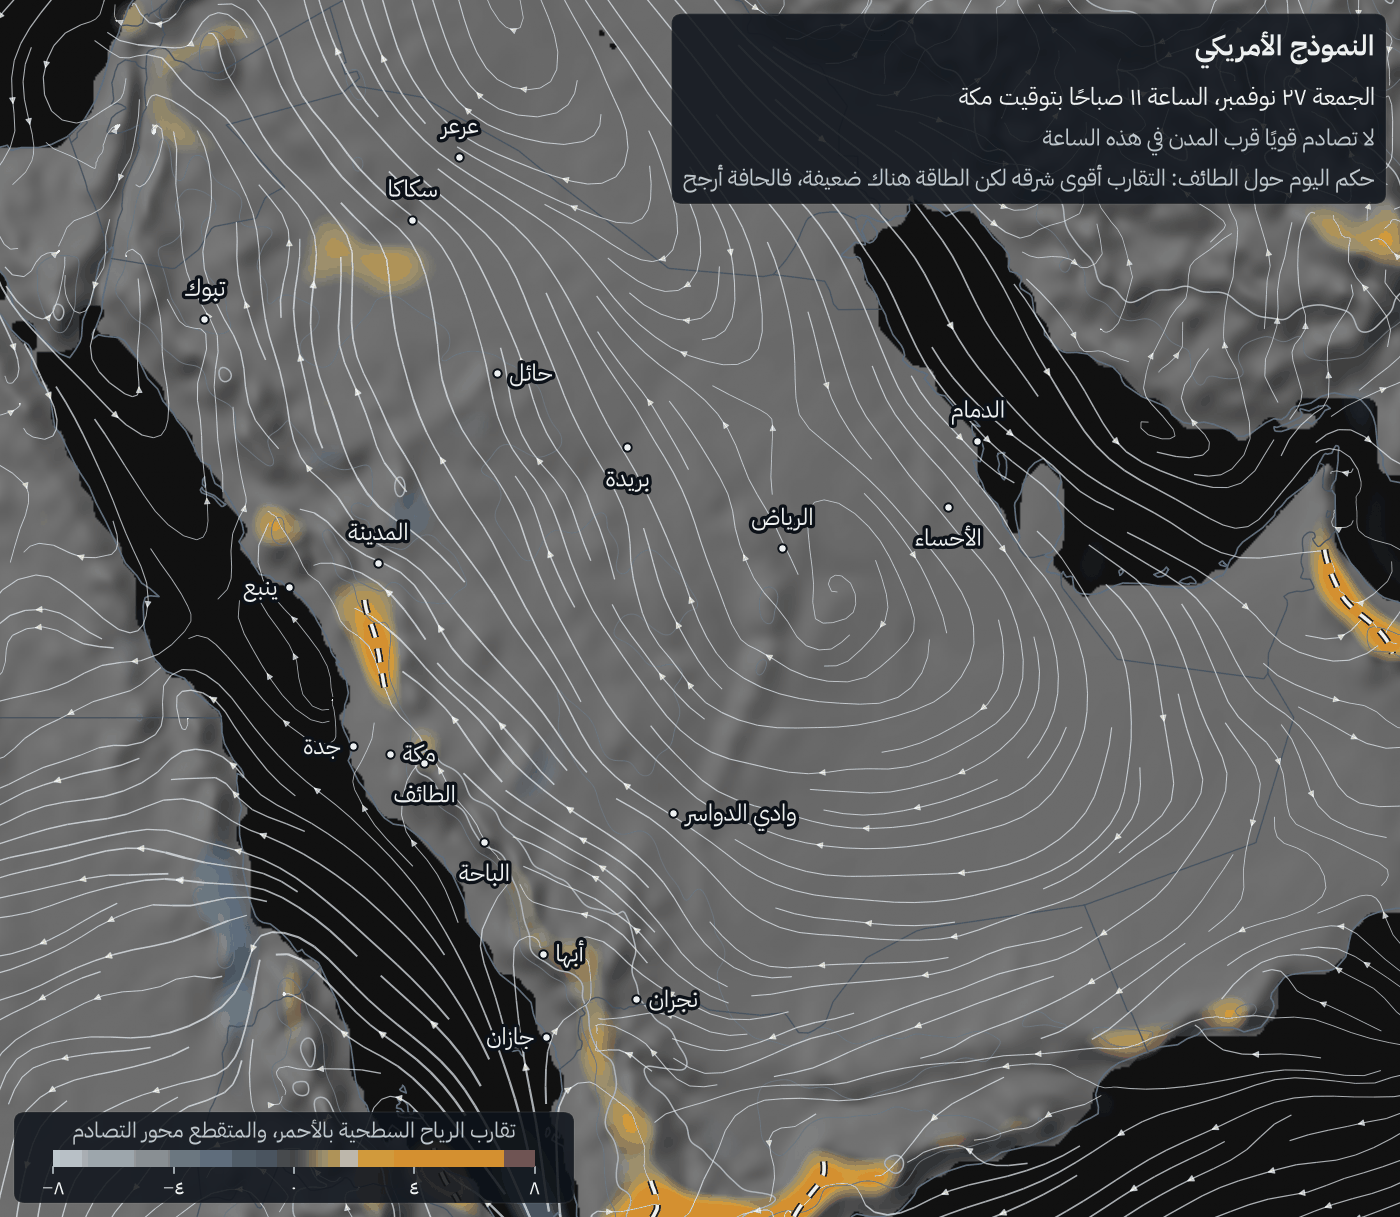 النموذج الأمريكي
الجمعة ٢٧ نوفمبر، الساعة ١١ صباحًا بتوقيت مكة
لا تصادم قويًا قرب المدن في هذه الساعة
حكم اليوم حول الطائف: التقارب أقوى شرقه لكن الطاقة هناك ضعيفة، فالحافة أرجح
عرعر
سكاكا
تبوك
حائل
الدمام
بريدة
الرياض
الأحساء
المدينة
ينبع
جدة
مكة
الطائف
وادي الدواسر
الباحة
أبها
نجران
جازان
تقارب الرياح السطحية بالأحمر، والمتقطع محور التصادم
−٨ −٤ ٠ ٤ ٨